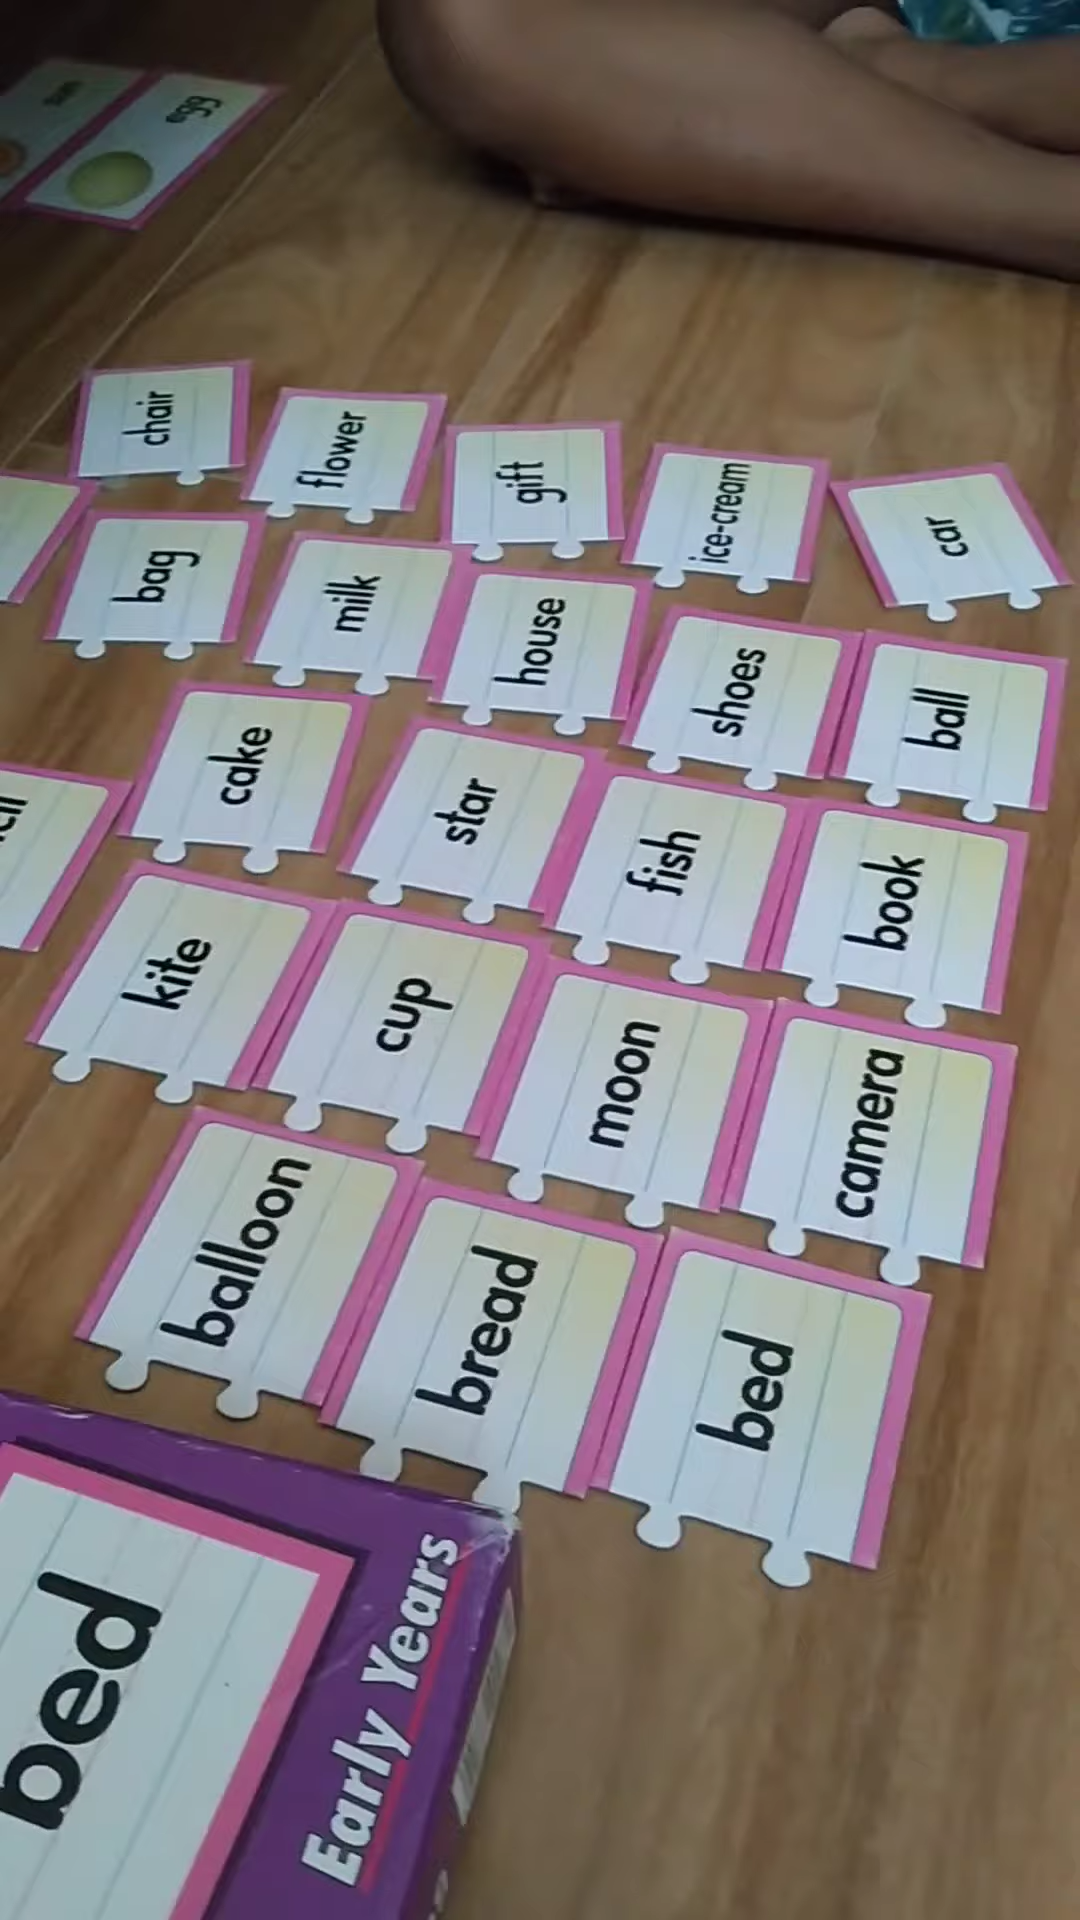 egg
chair
flower
gift
ice-cream
car
bag
milk
house
shoes
ball
cake
star
fish
book
kite
cup
moon
camera
balloon
bread
bed
bed
Early Years